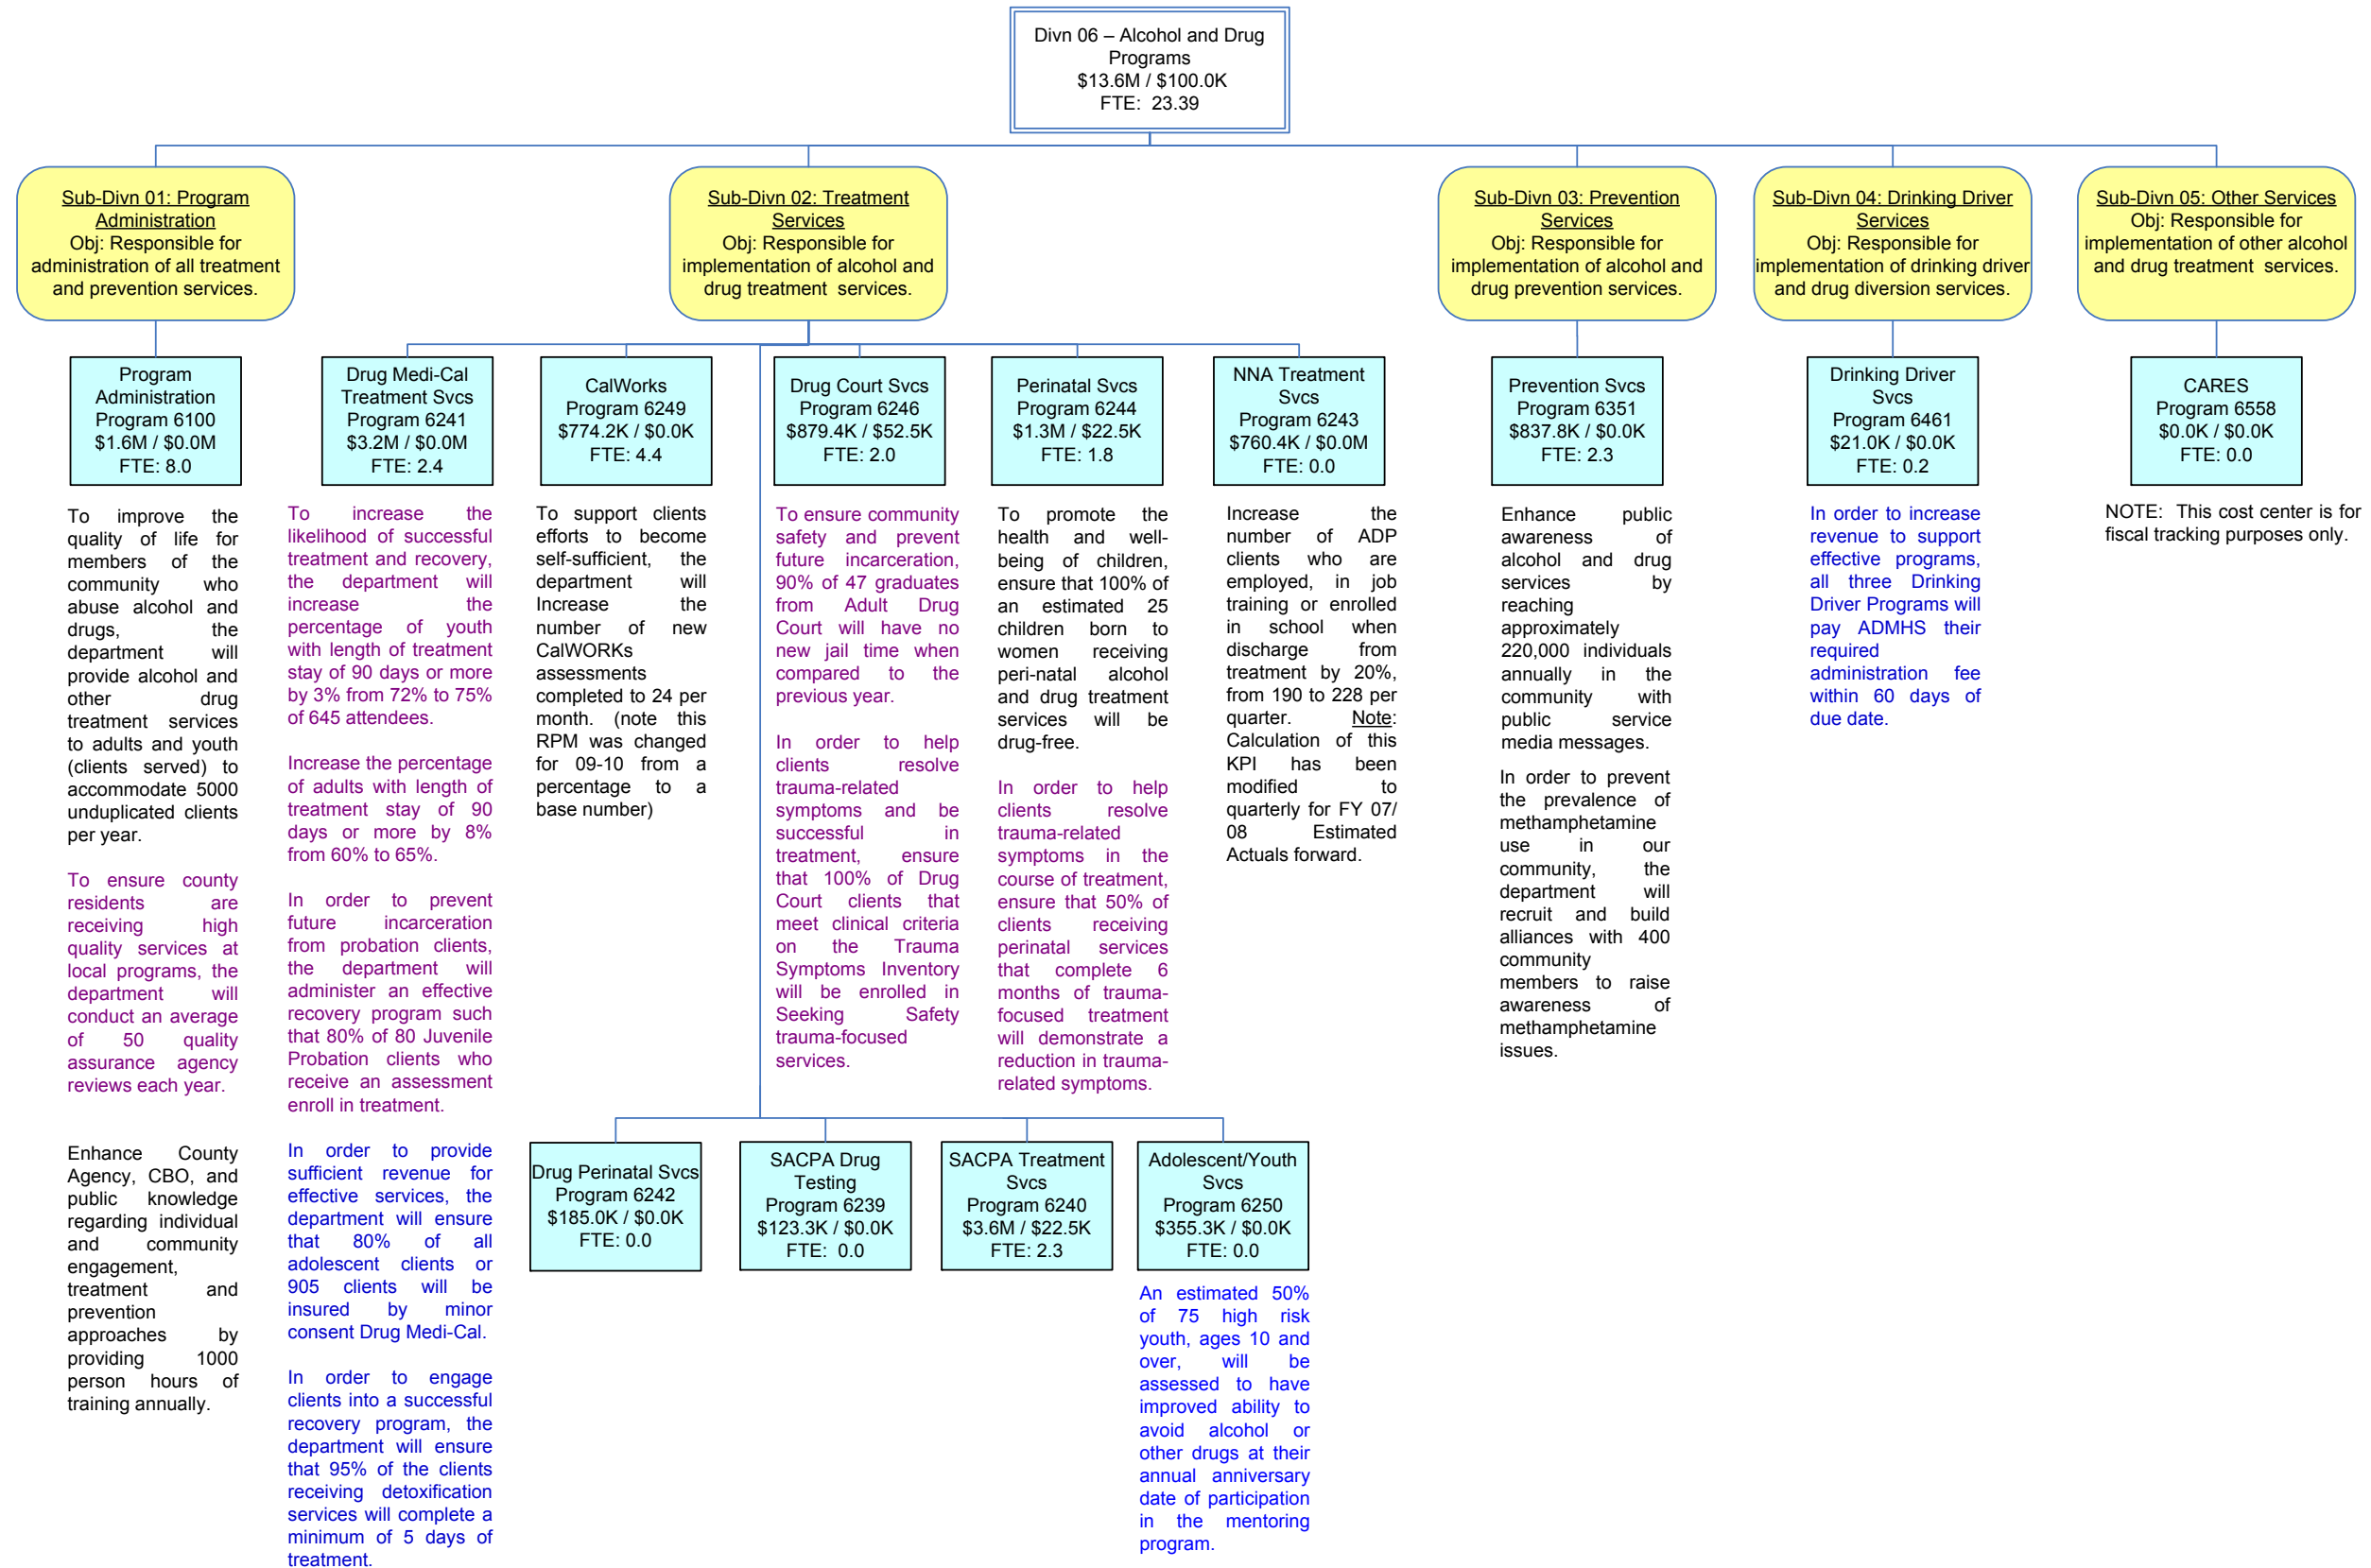 Divn 06 – Alcohol and Drug
Programs
$13.6M / $100.0K
FTE: 23.39
Sub-Divn 01: Program
Administration
Obj: Responsible for
administration of all treatment
and prevention services.
Sub-Divn 02: Treatment
Services
Obj: Responsible for
implementation of alcohol and
drug treatment services.
Sub-Divn 03: Prevention
Services
Obj: Responsible for
implementation of alcohol and
drug prevention services.
Sub-Divn 04: Drinking Driver
Services
Obj: Responsible for
implementation of drinking driver
and drug diversion services.
Sub-Divn 05: Other Services
Obj: Responsible for
implementation of other alcohol
and drug treatment services.
Program
Administration
Program 6100
$1.6M / $0.0M
FTE: 8.0
Drug Medi-Cal
Treatment Svcs
Program 6241
$3.2M / $0.0M
FTE: 2.4
CalWorks
Program 6249
$774.2K / $0.0K
FTE: 4.4
Drug Court Svcs
Program 6246
$879.4K / $52.5K
FTE: 2.0
Perinatal Svcs
Program 6244
$1.3M / $22.5K
FTE: 1.8
NNA Treatment
Svcs
Program 6243
$760.4K / $0.0M
FTE: 0.0
Prevention Svcs
Program 6351
$837.8K / $0.0K
FTE: 2.3
Drinking Driver
Svcs
Program 6461
$21.0K / $0.0K
FTE: 0.2
CARES
Program 6558
$0.0K / $0.0K
FTE: 0.0
To improve the
quality of life for
members of the
community who
abuse alcohol and
drugs, the
department will
provide alcohol and
other drug
treatment services
to adults and youth
(clients served) to
accommodate 5000
unduplicated clients
per year.
To ensure county
residents are
receiving high
quality services at
local programs, the
department will
conduct an average
of 50 quality
assurance agency
reviews each year.
Enhance County
Agency, CBO, and
public knowledge
regarding individual
and community
engagement,
treatment and
prevention
approaches by
providing 1000
person hours of
training annually.
To increase the
likelihood of successful
treatment and recovery,
the department will
increase the
percentage of youth
with length of treatment
stay of 90 days or more
by 3% from 72% to 75%
of 645 attendees.
Increase the percentage
of adults with length of
treatment stay of 90
days or more by 8%
from 60% to 65%.
In order to prevent
future incarceration
from probation clients,
the department will
administer an effective
recovery program such
that 80% of 80 Juvenile
Probation clients who
receive an assessment
enroll in treatment.
In order to provide
sufficient revenue for
effective services, the
department will ensure
that 80% of all
adolescent clients or
905 clients will be
insured by minor
consent Drug Medi-Cal.
In order to engage
clients into a successful
recovery program, the
department will ensure
that 95% of the clients
receiving detoxification
services will complete a
minimum of 5 days of
treatment.
To support clients
efforts to become
self-sufficient, the
department will
Increase the
number of new
CalWORKs
assessments
completed to 24 per
month. (note this
RPM was changed
for 09-10 from a
percentage to a
base number)
To ensure community
safety and prevent
future incarceration,
90% of 47 graduates
from Adult Drug
Court will have no
new jail time when
compared to the
previous year.
In order to help
clients resolve
trauma-related
symptoms and be
successful in
treatment, ensure
that 100% of Drug
Court clients that
meet clinical criteria
on the Trauma
Symptoms Inventory
will be enrolled in
Seeking Safety
trauma-focused
services.
To promote the
health and well-
being of children,
ensure that 100% of
an estimated 25
children born to
women receiving
peri-natal alcohol
and drug treatment
services will be
drug-free.
In order to help
clients resolve
trauma-related
symptoms in the
course of treatment,
ensure that 50% of
clients receiving
perinatal services
that complete 6
months of trauma-
focused treatment
will demonstrate a
reduction in trauma-
related symptoms.
Increase the
number of ADP
clients who are
employed, in job
training or enrolled
in school when
discharge from
treatment by 20%,
from 190 to 228 per
quarter. Note:
Calculation of this
KPI has been
modified to
quarterly for FY 07/
08 Estimated
Actuals forward.
Enhance public
awareness of
alcohol and drug
services by
reaching
approximately
220,000 individuals
annually in the
community with
public service
media messages.
In order to prevent
the prevalence of
methamphetamine
use in our
community, the
department will
recruit and build
alliances with 400
community
members to raise
awareness of
methamphetamine
issues.
In order to increase
revenue to support
effective programs,
all three Drinking
Driver Programs will
pay ADMHS their
required
administration fee
within 60 days of
due date.
NOTE: This cost center is for
fiscal tracking purposes only.
Drug Perinatal Svcs
Program 6242
$185.0K / $0.0K
FTE: 0.0
SACPA Drug
Testing
Program 6239
$123.3K / $0.0K
FTE: 0.0
SACPA Treatment
Svcs
Program 6240
$3.6M / $22.5K
FTE: 2.3
Adolescent/Youth
Svcs
Program 6250
$355.3K / $0.0K
FTE: 0.0
An estimated 50%
of 75 high risk
youth, ages 10 and
over, will be
assessed to have
improved ability to
avoid alcohol or
other drugs at their
annual anniversary
date of participation
in the mentoring
program.